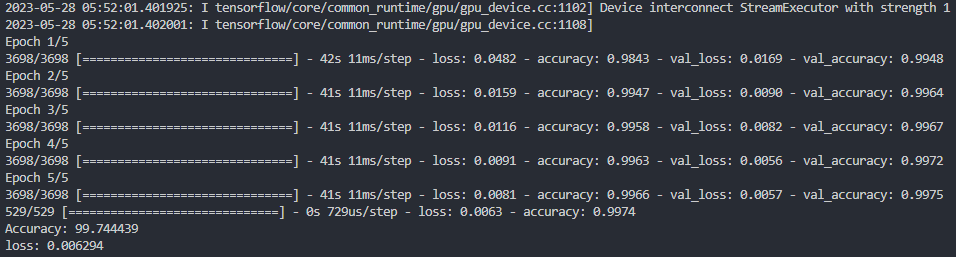 2023-05-28 05:52:01.401925: I tensorflow/core/common_runtime/gpu/gpu_device.cc:1102] Device interconnect StreamExecutor with strength 1
2023-05-28 05:52:01.402001: I tensorflow/core/common_runtime/gpu/gpu_device.cc:1108]
Epoch 1/5
3698/3698 [==============================] - 42s 11ms/step - loss: 0.0482 - accuracy: 0.9843 - val_loss: 0.0169 - val_accuracy: 0.9948
Epoch 2/5
3698/3698 [==============================] - 41s 11ms/step - loss: 0.0159 - accuracy: 0.9947 - val_loss: 0.0090 - val_accuracy: 0.9964
Epoch 3/5
3698/3698 [==============================] - 41s 11ms/step - loss: 0.0116 - accuracy: 0.9958 - val_loss: 0.0082 - val_accuracy: 0.9967
Epoch 4/5
3698/3698 [==============================] - 41s 11ms/step - loss: 0.0091 - accuracy: 0.9963 - val_loss: 0.0056 - val_accuracy: 0.9972
Epoch 5/5
3698/3698 [==============================] - 41s 11ms/step - loss: 0.0081 - accuracy: 0.9966 - val_loss: 0.0057 - val_accuracy: 0.9975
529/529 [==============================] - 0s 729us/step - loss: 0.0063 - accuracy: 0.9974
Accuracy: 99.744439
loss: 0.006294